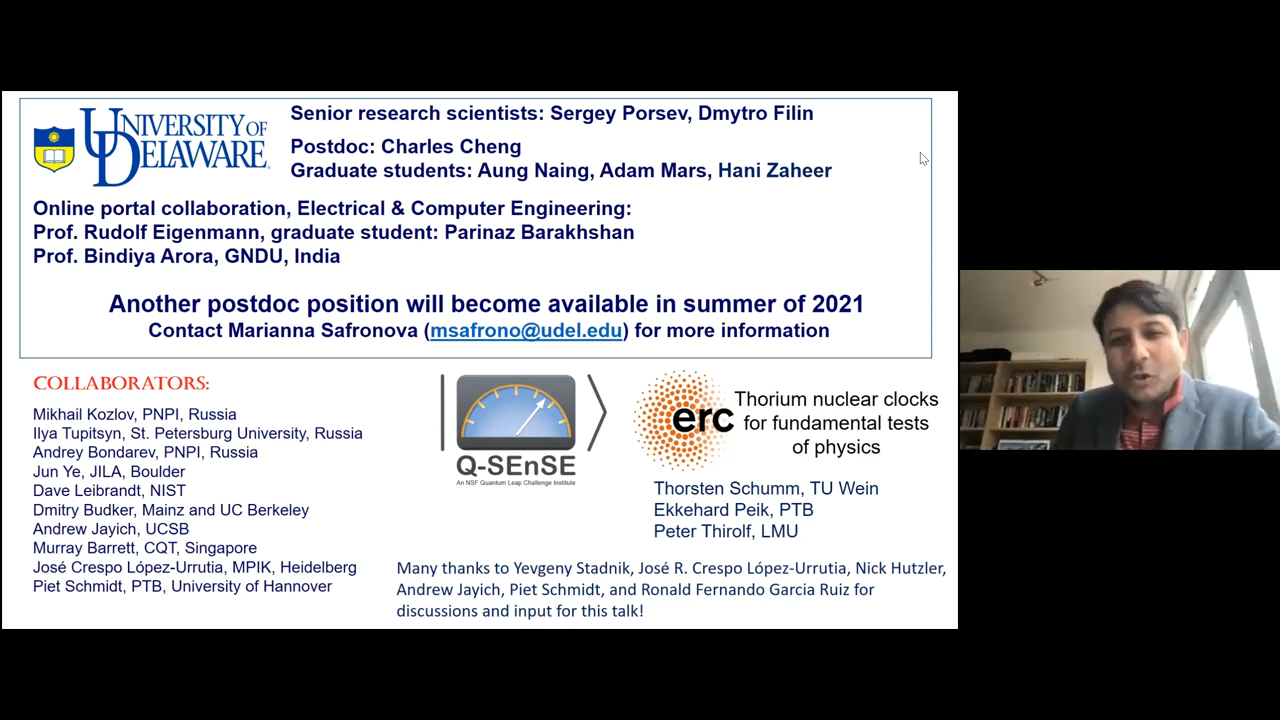 UNIVERSITY OF DELAWARE
Senior research scientists: Sergey Porsev, Dmytro Filin
Postdoc: Charles Cheng
Graduate students: Aung Naing, Adam Mars, Hani Zaheer
Online portal collaboration, Electrical & Computer Engineering:
Prof. Rudolf Eigenmann, graduate student: Parinaz Barakhshan
Prof. Bindiya Arora, GNDU, India
Another postdoc position will become available in summer of 2021
Contact Marianna Safronova (msafrono@udel.edu) for more information
COLLABORATORS:
Mikhail Kozlov, PNPI, Russia
Ilya Tupitsyn, St. Petersburg University, Russia
Andrey Bondarev, PNPI, Russia
Jun Ye, JILA, Boulder
Dave Leibrandt, NIST
Dmitry Budker, Mainz and UC Berkeley
Andrew Jayich, UCSB
Murray Barrett, CQT, Singapore
José Crespo López-Urrutia, MPIK, Heidelberg
Piet Schmidt, PTB, University of Hannover
Q-SEnSE
An NSF Quantum Leap Challenge Institute
erc
Thorium nuclear clocks
for fundamental tests
of physics
Thorsten Schumm, TU Wein
Ekkehard Peik, PTB
Peter Thirolf, LMU
Many thanks to Yevgeny Stadnik, José R. Crespo López-Urrutia, Nick Hutzler,
Andrew Jayich, Piet Schmidt, and Ronald Fernando Garcia Ruiz for
discussions and input for this talk!